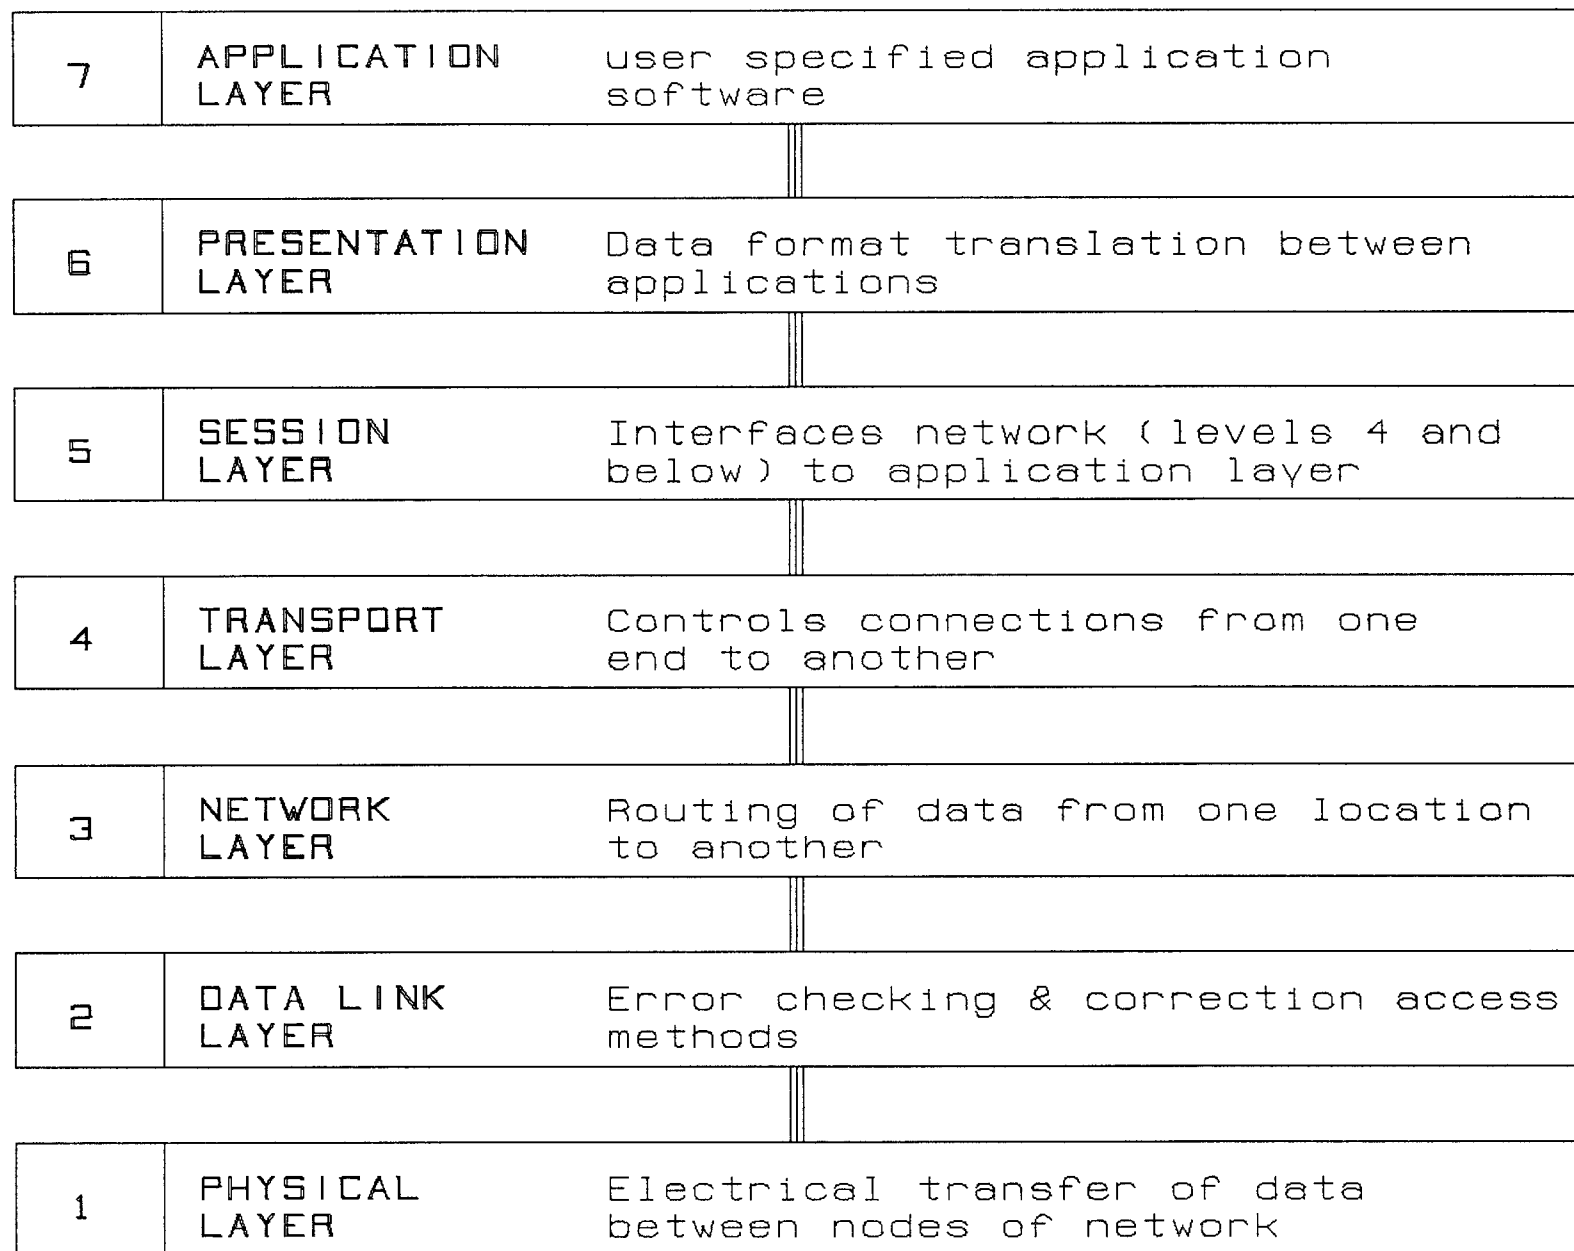 7
APPLICATION
LAYER
user specified application
software
6
PRESENTATION
LAYER
Data format translation between
applications
5
SESSION
LAYER
Interfaces network (levels 4 and
below) to application layer
4
TRANSPORT
LAYER
Controls connections from one
end to another
3
NETWORK
LAYER
Routing of data from one location
to another
2
DATA LINK
LAYER
Error checking & correction access
methods
1
PHYSICAL
LAYER
Electrical transfer of data
between nodes of network